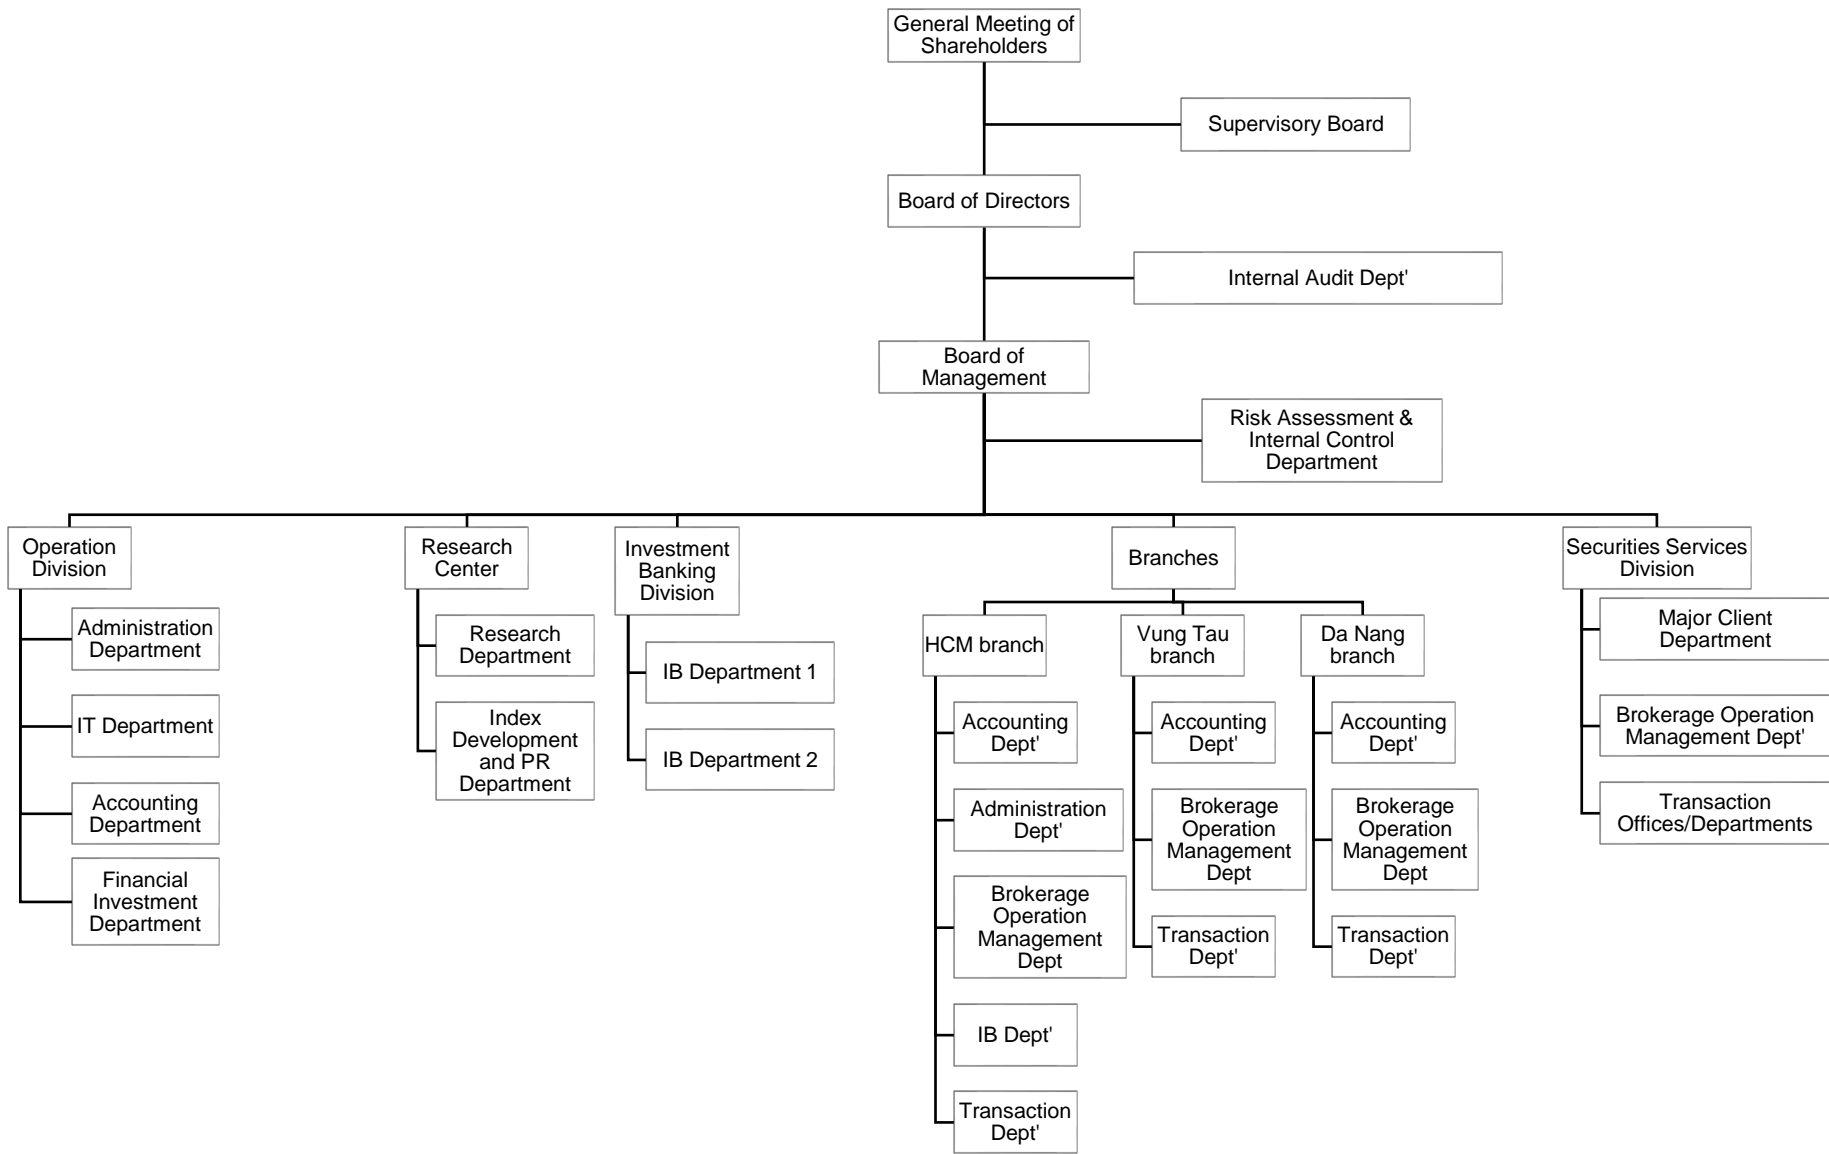 General Meeting of
Shareholders
Supervisory Board
Board of Directors
Internal Audit Dept'
Board of
Management
Risk Assessment &
Internal Control
Department
Operation
Division
Administration
Department
IT Department
Accounting
Department
Financial
Investment
Department
Research
Center
Research
Department
Index
Development
and PR
Department
Investment
Banking
Division
IB Department 1
IB Department 2
Branches
HCM branch
Accounting
Dept'
Administration
Dept'
Brokerage
Operation
Management
Dept
IB Dept'
Transaction
Dept'
Vung Tau
branch
Accounting
Dept'
Brokerage
Operation
Management
Dept
Transaction
Dept'
Da Nang
branch
Accounting
Dept'
Brokerage
Operation
Management
Dept
Transaction
Dept'
Securities Services
Division
Major Client
Department
Brokerage Operation
Management Dept'
Transaction
Offices/Departments